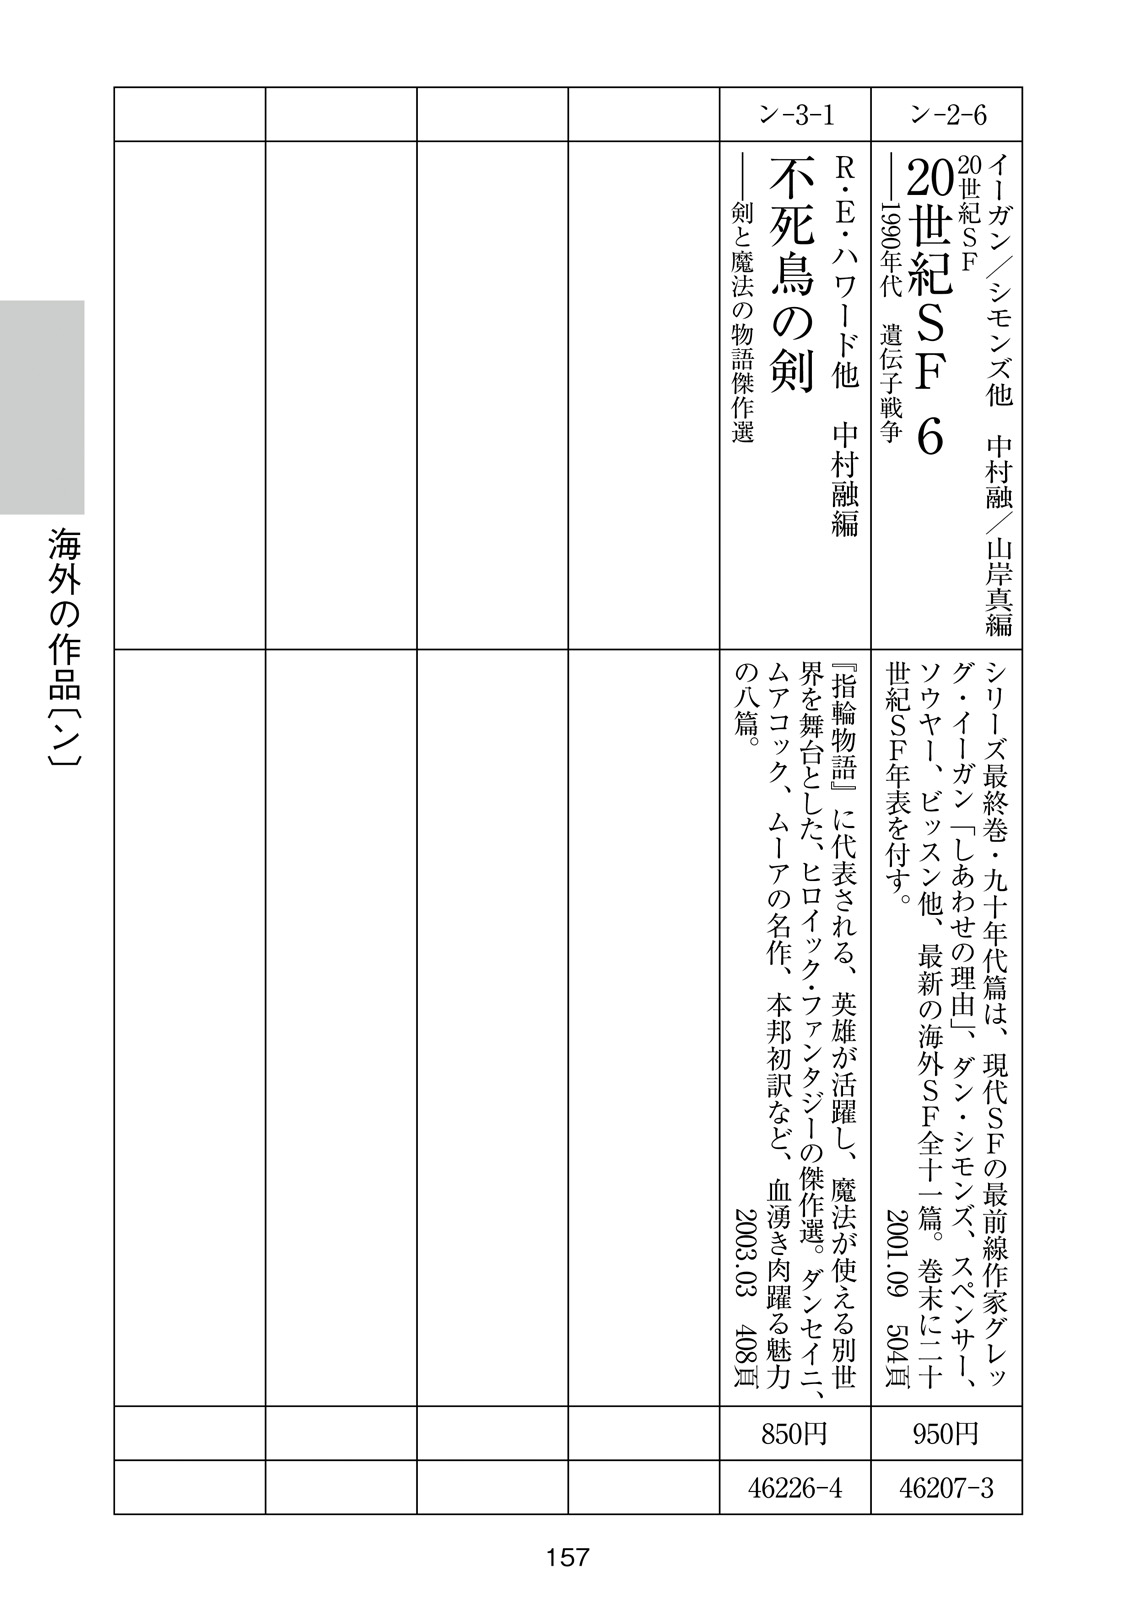 ン-2-6
イーガン／シモンズ他　中村融／山岸真編
20世紀ＳＦ
20世紀ＳＦ 6
――1990年代　遺伝子戦争
シリーズ最終巻・九十年代篇は、現代ＳＦの最前線作家グレッ
グ・イーガン「しあわせの理由」、ダン・シモンズ、スペンサー、
ソウヤー、ビッスン他、最新の海外ＳＦ全十一篇。巻末に二十
世紀ＳＦ年表を付す。
2001.09　504頁
950円
46207-3
ン-3-1
Ｒ・Ｅ・ハワード他　中村融編
不死鳥の剣
――剣と魔法の物語傑作選
『指輪物語』に代表される、英雄が活躍し、魔法が使える別世
界を舞台とした、ヒロイック・ファンタジーの傑作選。ダンセイニ、
ムアコック、ムーアの名作、本邦初訳など、血湧き肉躍る魅力
の八篇。
2003.03　408頁
850円
46226-4
海外の作品〔ン〕
157